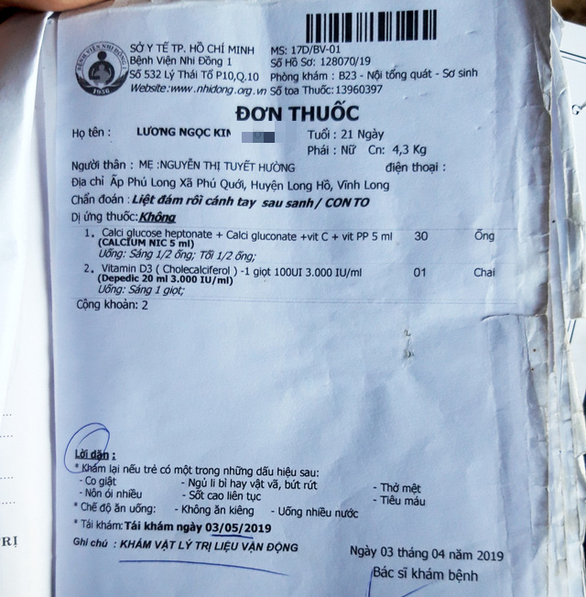 BỆNH VIỆN NHI ĐỒNG 1
1956
SỞ Y TẾ TP. HỒ CHÍ MINH MS: 17D/BV-01
Bệnh Viện Nhi Đồng 1 Số Hồ Sơ: 128070/19
Số 532 Lý Thái Tổ P10,Q.10 Phòng khám : B23 - Nội tổng quát - Sơ sinh
Website:www.nhidong.org.vn Số toa Thuốc:13960397
ĐƠN THUỐC
Họ tên : LƯƠNG NGỌC KIN Tuổi : 21 Ngày
Phái : Nữ Cn: 4,3 Kg
Người thân : MẸ :NGUYỄN THỊ TUYẾT HƯỜNG điện thoại :
Địa chỉ Ấp Phú Long Xã Phú Quới, Huyện Long Hồ, Vĩnh Long
Chẩn đoán : Liệt đám rối cánh tay sau sanh/ CON TO
Dị ứng thuốc:Không
1. Calci glucose heptonate + Calci gluconate +vit C + vit PP 5 ml 30 Ống
(CALCIUM NIC 5 ml)
Uống: Sáng 1/2 ống; Tối 1/2 ống;
2. Vitamin D3 ( Cholecalciferol ) -1 giọt 100UI 3.000 IU/ml 01 Chai
(Depedic 20 ml 3.000 IU/ml)
Uống: Sáng 1 giọt;
Cộng khoản: 2
Lời dặn :
* Khám lại nếu trẻ có một trong những dấu hiệu sau:
- Co giật - Ngủ li bì hay vật vã, bứt rứt - Thở mệt
- Nôn ói nhiều - Sốt cao liên tục - Tiêu máu
* Chế độ ăn uống: - Không ăn kiêng - Uống nhiều nước
* Tái khám: Tái khám ngày 03/05/2019
Ghi chú : KHÁM VẬT LÝ TRỊ LIỆU VẬN ĐỘNG
Ngày 03 tháng 04 năm 2019
Bác sĩ khám bệnh
RỊ